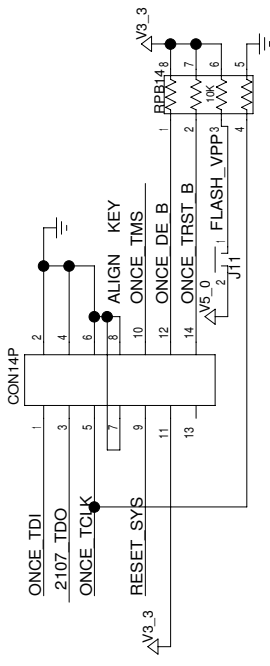 CON14P
ONCE_TDI 1 2
2107_TDO 3 4
ONCE_TCLK 5 6
7 8 ALIGN KEY
RESET_SYS 9 10 ONCE_TMS
11 12 ONCE_DE_B
13 14 ONCE_TRST_B
V3_3
V5_0
2 1 FLASH_VPP
J11
V3_3
RPB14
10K
1 8
2 7
3 6
4 5